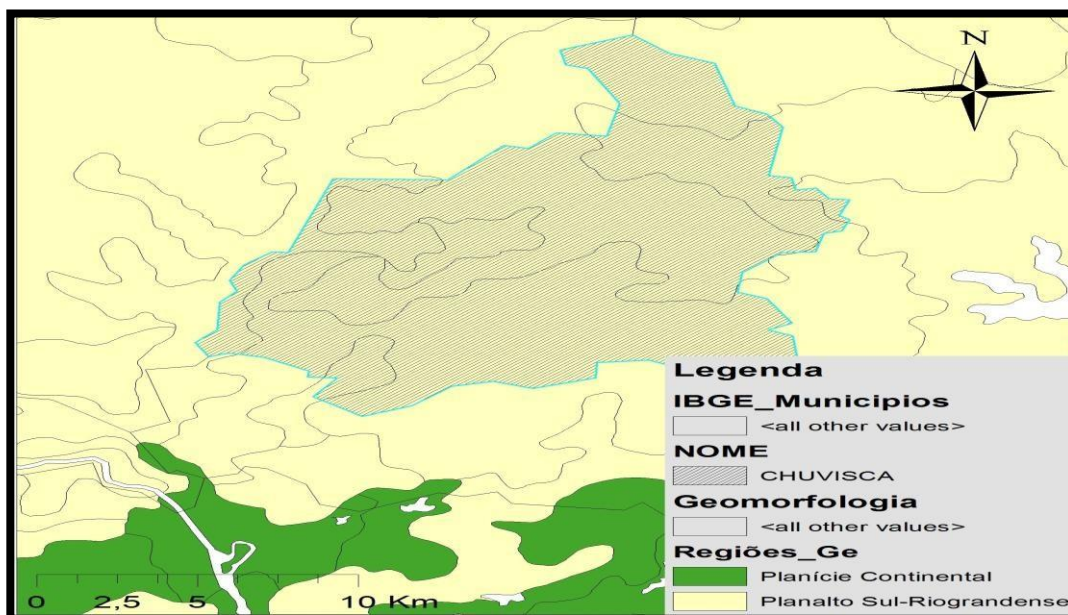 N
Legenda
IBGE_Municipios
<all other values>
NOME
CHUVISCA
Geomorfologia
<all other values>
Regiões_Ge
Planície Continental
Planalto Sul-Riograndense
0 2,5 5 10 Km